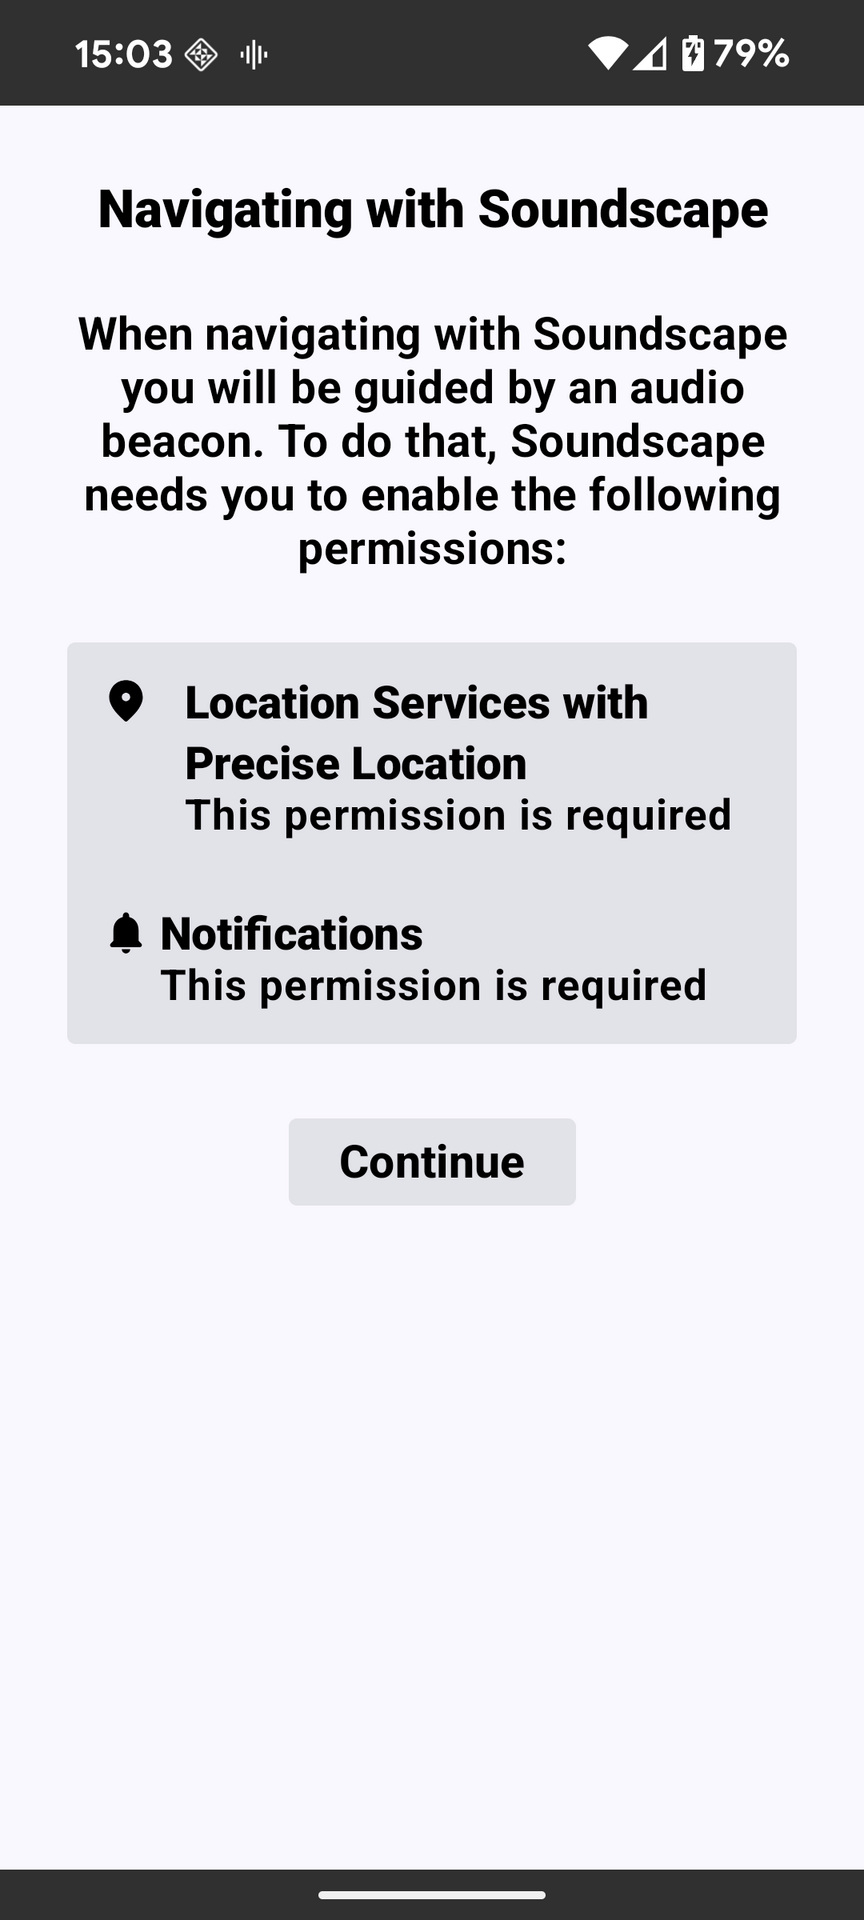 15:03
79%
Navigating with Soundscape
When navigating with Soundscape
you will be guided by an audio
beacon. To do that, Soundscape
needs you to enable the following
permissions:
Location Services with
Precise Location
This permission is required
Notifications
This permission is required
Continue